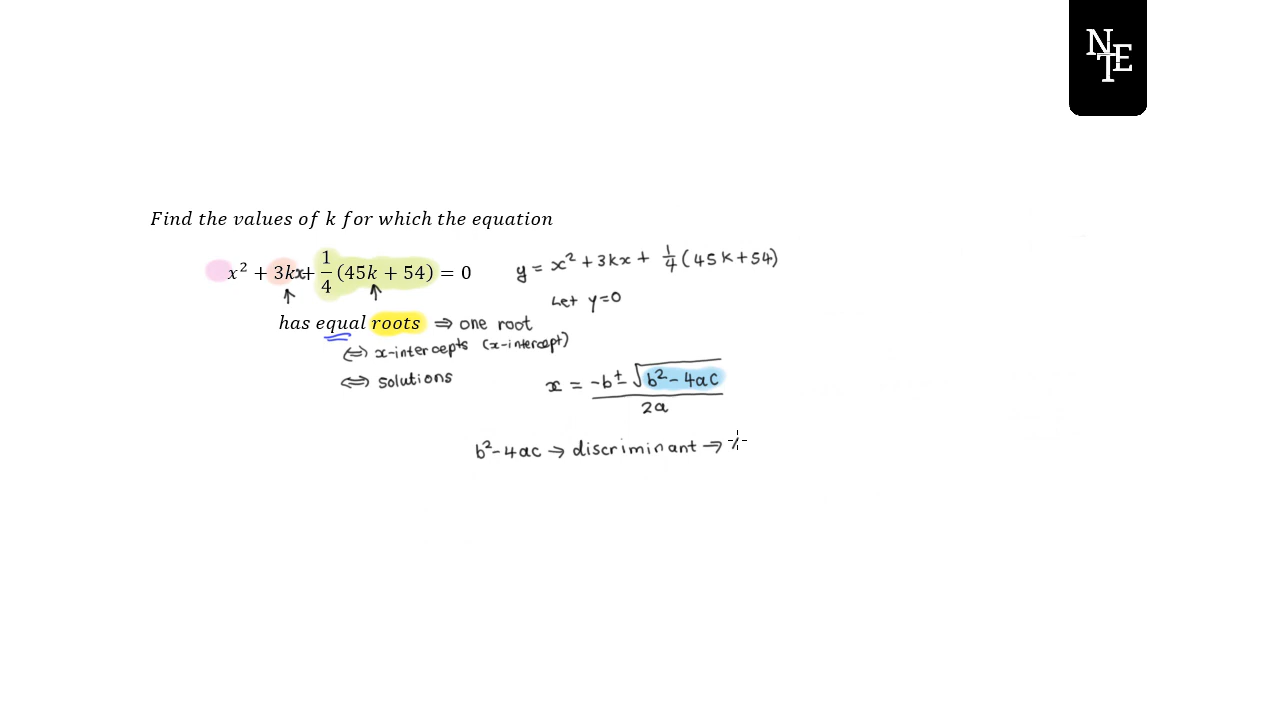 NTE
Find the values of k for which the equation
x² + 3kx + 1/4 (45k + 54) = 0
y = x² + 3kx + 1/4 (45k + 54)
Let y=0
has equal roots ⇒ one root
⇔ x-intercepts (x-intercept)
⇔ solutions
x = -b ± √(b² - 4ac) / 2a
b² - 4ac → discriminant →